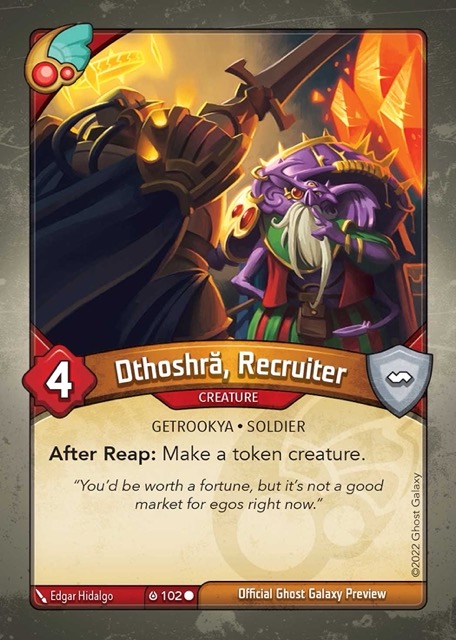 Dthoshră, Recruiter
4
CREATURE
GETROOKYA • SOLDIER
After Reap: Make a token creature.
“You’d be worth a fortune, but it’s not a good
market for egos right now.”
©2022 Ghost Galaxy
Edgar Hidalgo
102
Official Ghost Galaxy Preview